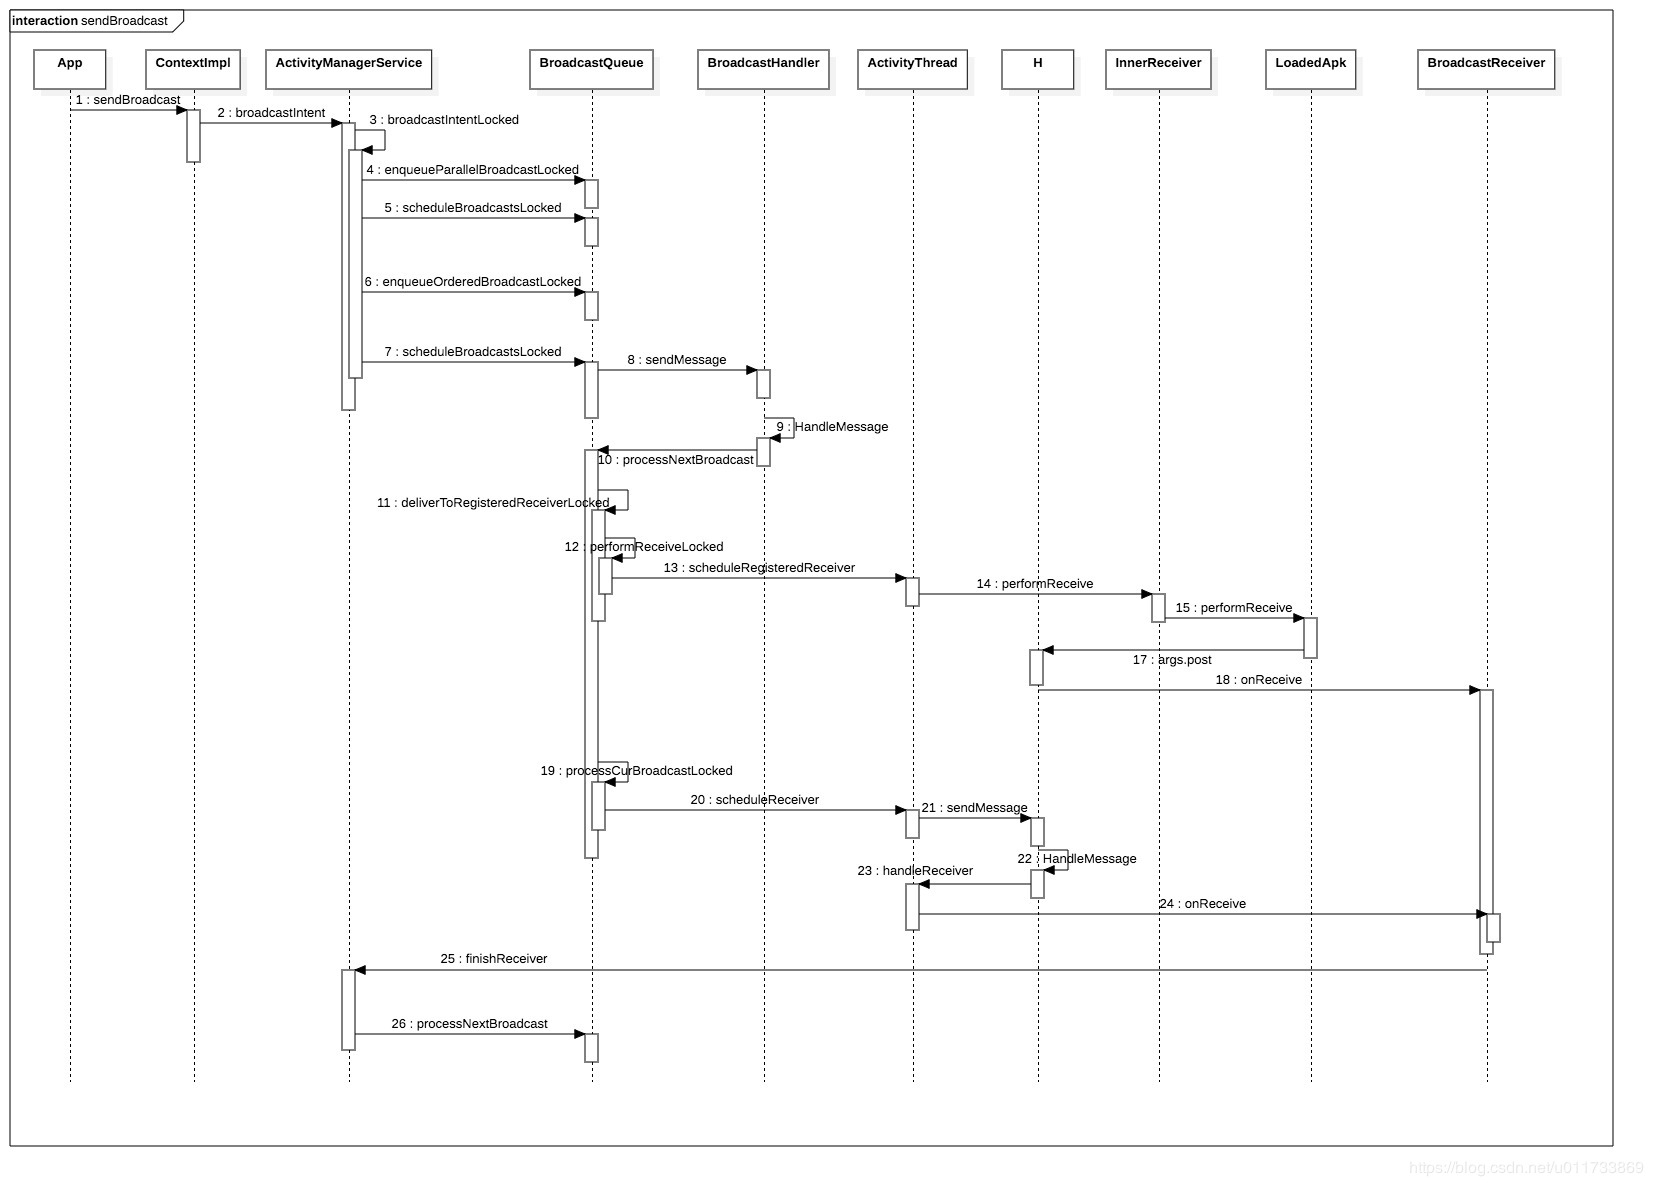 interaction sendBroadcast
App
ContextImpl
ActivityManagerService
BroadcastQueue
BroadcastHandler
ActivityThread
H
InnerReceiver
LoadedApk
BroadcastReceiver
1 : sendBroadcast
2 : broadcastIntent
3 : broadcastIntentLocked
4 : enqueueParallelBroadcastLocked
5 : scheduleBroadcastsLocked
6 : enqueueOrderedBroadcastLocked
7 : scheduleBroadcastsLocked
8 : sendMessage
9 : HandleMessage
10 : processNextBroadcast
11 : deliverToRegisteredReceiverLocked
12 : performReceiveLocked
13 : scheduleRegisteredReceiver
14 : performReceive
15 : performReceive
17 : args.post
18 : onReceive
19 : processCurBroadcastLocked
20 : scheduleReceiver
21 : sendMessage
22 : HandleMessage
23 : handleReceiver
24 : onReceive
25 : finishReceiver
26 : processNextBroadcast
https://blog.csdn.net/u011733869